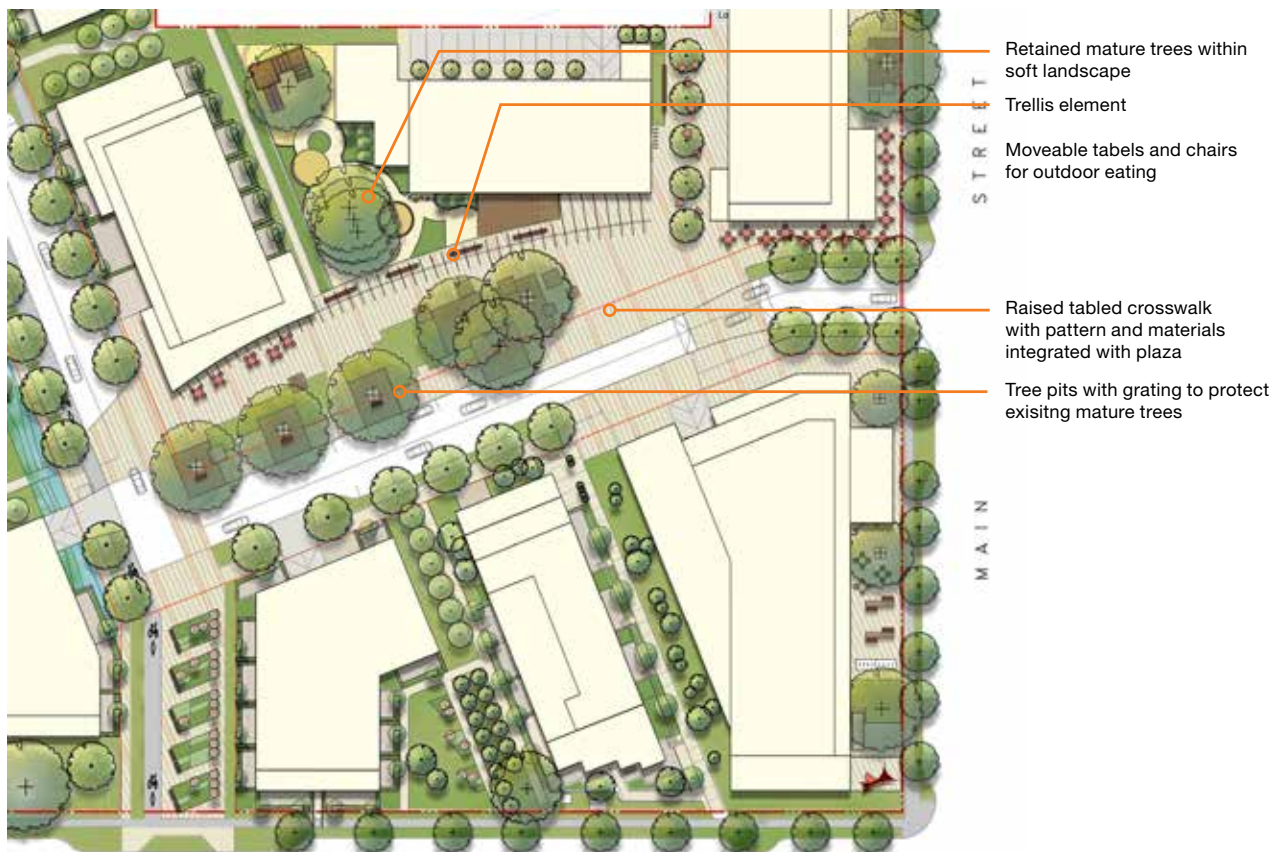 Lo
Retained mature trees within
soft landscape
Trellis element
Moveable tabels and chairs
for outdoor eating
Raised tabled crosswalk
with pattern and materials
integrated with plaza
Tree pits with grating to protect
exisitng mature trees
MAIN STREET